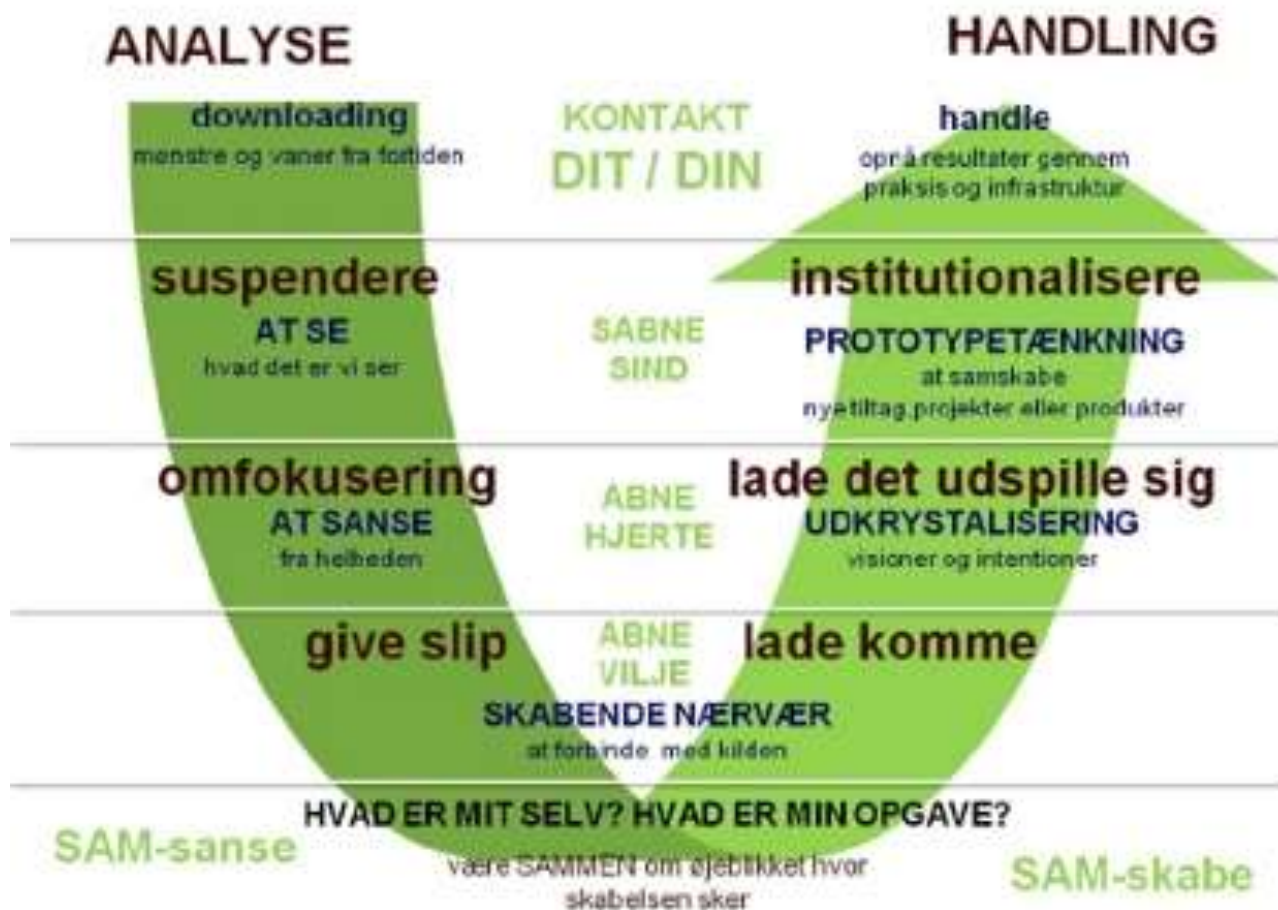 ANALYSE
HANDLING
downloading
mønstre og vaner fra fortiden
KONTAKT
DIT / DIN
handle
opr å resultater gennem
praksis og infrastruktur
suspendere
AT SE
hvad det er vi ser
SABNE
SIND
institutionalisere
PROTOTYPETÆNKNING
at samskabe
nye tiltag, projekter eller produkter
omfokusering
AT SANSE
fra helheden
ABNE
HJERTE
lade det udspille sig
UDKRYSTALISERING
visioner og intentioner
give slip
ABNE
VILJE
lade komme
SKABENDE NÆRVÆR
at forbinde med kilden
HVAD ER MIT SELV? HVAD ER MIN OPGAVE?
SAM-sanse
være SAMMEN om øjeblikket hvor
skabelsen sker
SAM-skabe